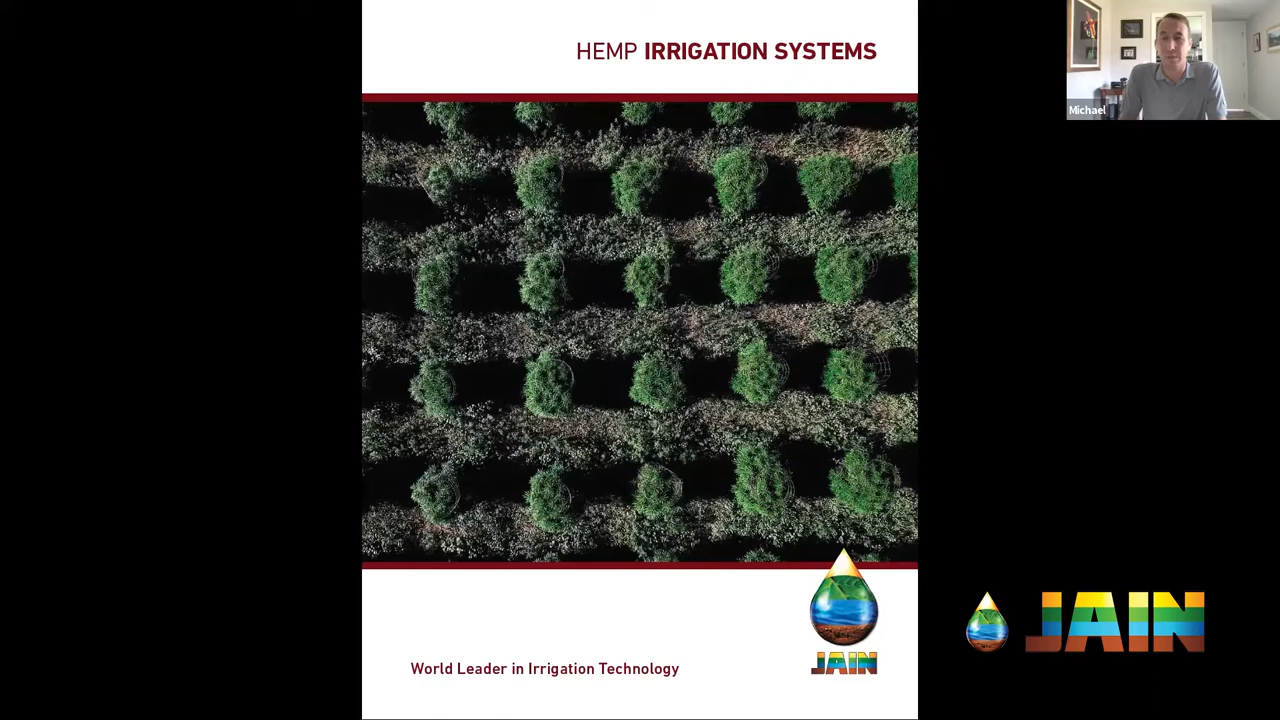 HEMP IRRIGATION SYSTEMS
Michael
World Leader in Irrigation Technology
JAIN
JAIN